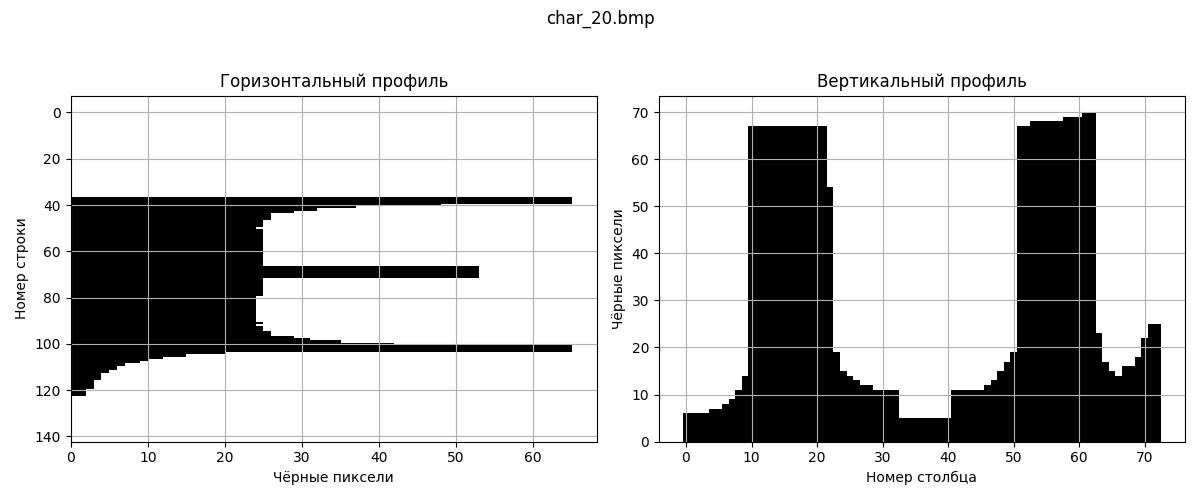 char_20.bmp
Горизонтальный профиль
Вертикальный профиль
0
20
40
60
80
100
120
140
Номер строки
0 10 20 30 40 50 60
Чёрные пиксели
70
60
50
40
30
20
10
0
Чёрные пиксели
0 10 20 30 40 50 60 70
Номер столбца